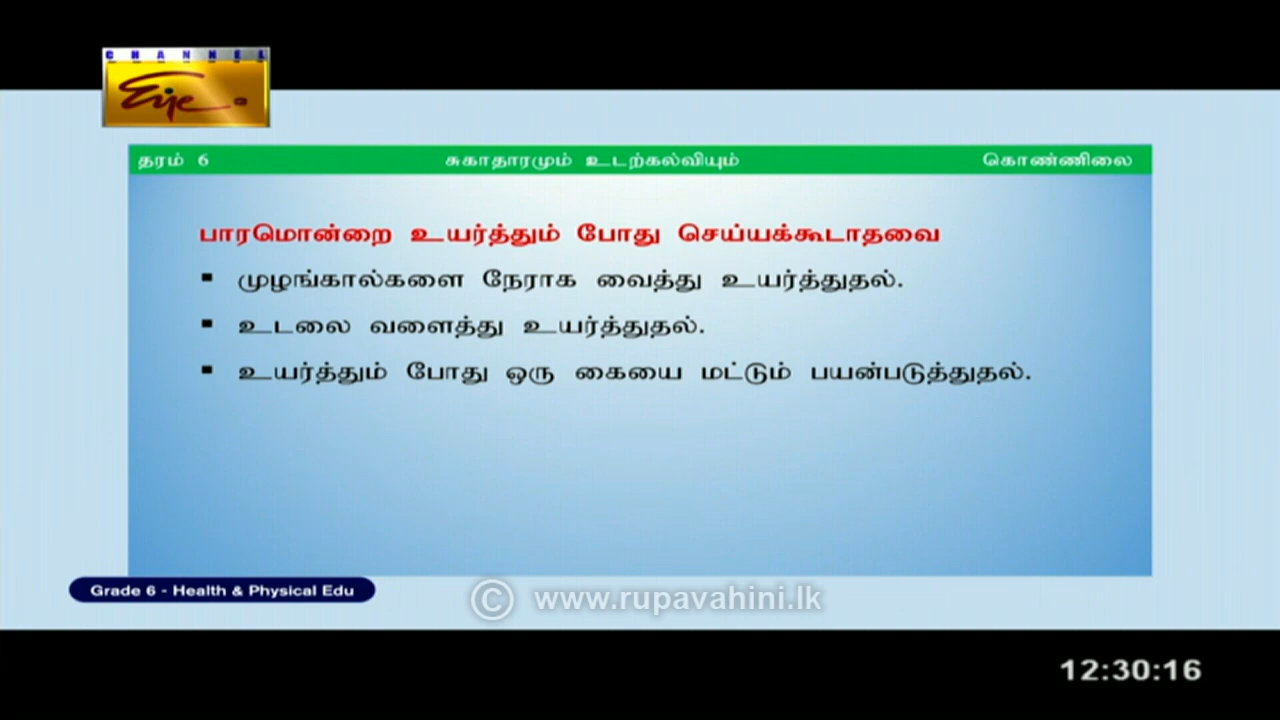 CHANNEL
Eye.
தரம் 6 சுகாதாரமும் உடற்கல்வியும் கொண்ணிலை
பாரமொன்றை உயர்த்தும் போது செய்யக்கூடாதவை
▪ முழங்கால்களை நேராக வைத்து உயர்த்துதல்.
▪ உடலை வளைத்து உயர்த்துதல்.
▪ உயர்த்தும் போது ஒரு கையை மட்டும் பயன்படுத்துதல்.
Grade 6 - Health & Physical Edu
© www.rupavahini.lk
12:30:16